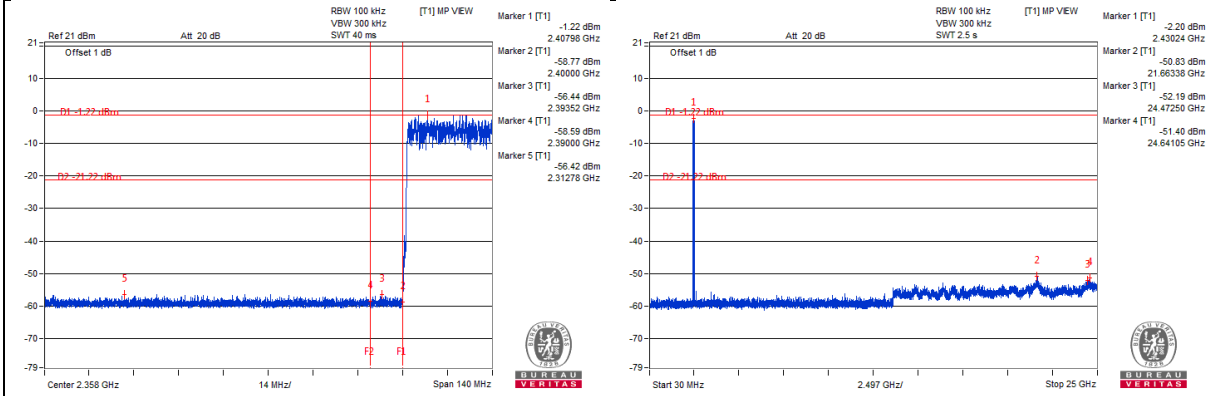 RBW 100 kHz
[T1] MP VIEW
VBW 300 kHz
Ref 21 dBm
Att 20 dB
SWT 40 ms
Marker 1 [T1]
-1.22 dBm
2.40798 GHz
Marker 2 [T1]
-58.77 dBm
2.40000 GHz
Marker 3 [T1]
-56.44 dBm
2.39352 GHz
Marker 4 [T1]
-58.59 dBm
2.39000 GHz
Marker 5 [T1]
-56.42 dBm
2.31278 GHz
21
Offset 1 dB
10
1
0
D1 -1.22 dBm
-10
-20
D2 -21.22 dBm
-30
-40
-50
5
3
4
2
-60
-70
F2
F1
-79
Center 2.358 GHz
14 MHz/
Span 140 MHz
BUREAU VERITAS
1828
BUREAU
VERITAS
RBW 100 kHz
[T1] MP VIEW
VBW 300 kHz
Ref 21 dBm
Att 20 dB
SWT 2.5 s
Marker 1 [T1]
-2.20 dBm
2.43024 GHz
Marker 2 [T1]
-50.83 dBm
21.66338 GHz
Marker 3 [T1]
-52.19 dBm
24.47250 GHz
Marker 4 [T1]
-51.40 dBm
24.64105 GHz
21
Offset 1 dB
10
1
0
D1 -1.22 dBm
-10
-20
D2 -21.22 dBm
-30
-40
2
3
4
-50
-60
-70
-79
Start 30 MHz
2.497 GHz/
Stop 25 GHz
BUREAU VERITAS
1828
BUREAU
VERITAS